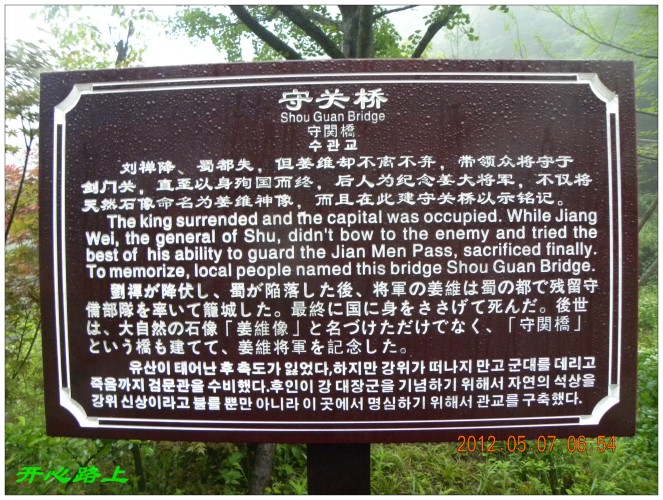 守关桥
Shou Guan Bridge
守関橋
수관교
刘禅降、蜀都失，但姜维却不离不弃，带领众将守于
剑门关，直至以身殉国而终，后人为纪念姜大将军，不仅将
天然石像命名为姜维神像，而且在此建守关桥以示铭记。
The king surrended and the capital was occupied. While Jiang
Wei, the general of Shu, didn't bow to the enemy and tried the
best of his ability to guard the Jian Men Pass, sacrificed finally.
To memorize, local people named this bridge Shou Guan Bridge.
劉禅が降伏し、蜀が陥落した後、将軍の姜維は蜀の都で残留守
備部隊を率いて籠城した。最終に国に身をささげて死んだ。後世
は、大自然の石像「姜維像」と名づけただけでなく、「守関橋」
という橋も建てて、姜維将軍を記念した。
유산이 태어난 후 촉도가 잃었다,하지만 강위가 떠나지 만고 군대를 데리고
죽음까지 검문관을 수비했다.후인이 강 대장군을 기념하기 위해서 자연의 석상을
강위 신상이라고 불를 뿐만 아니라 이 곳에서 명심하기 위해서 관교를 구축했다.
2012.05.07 06:54
开心路上